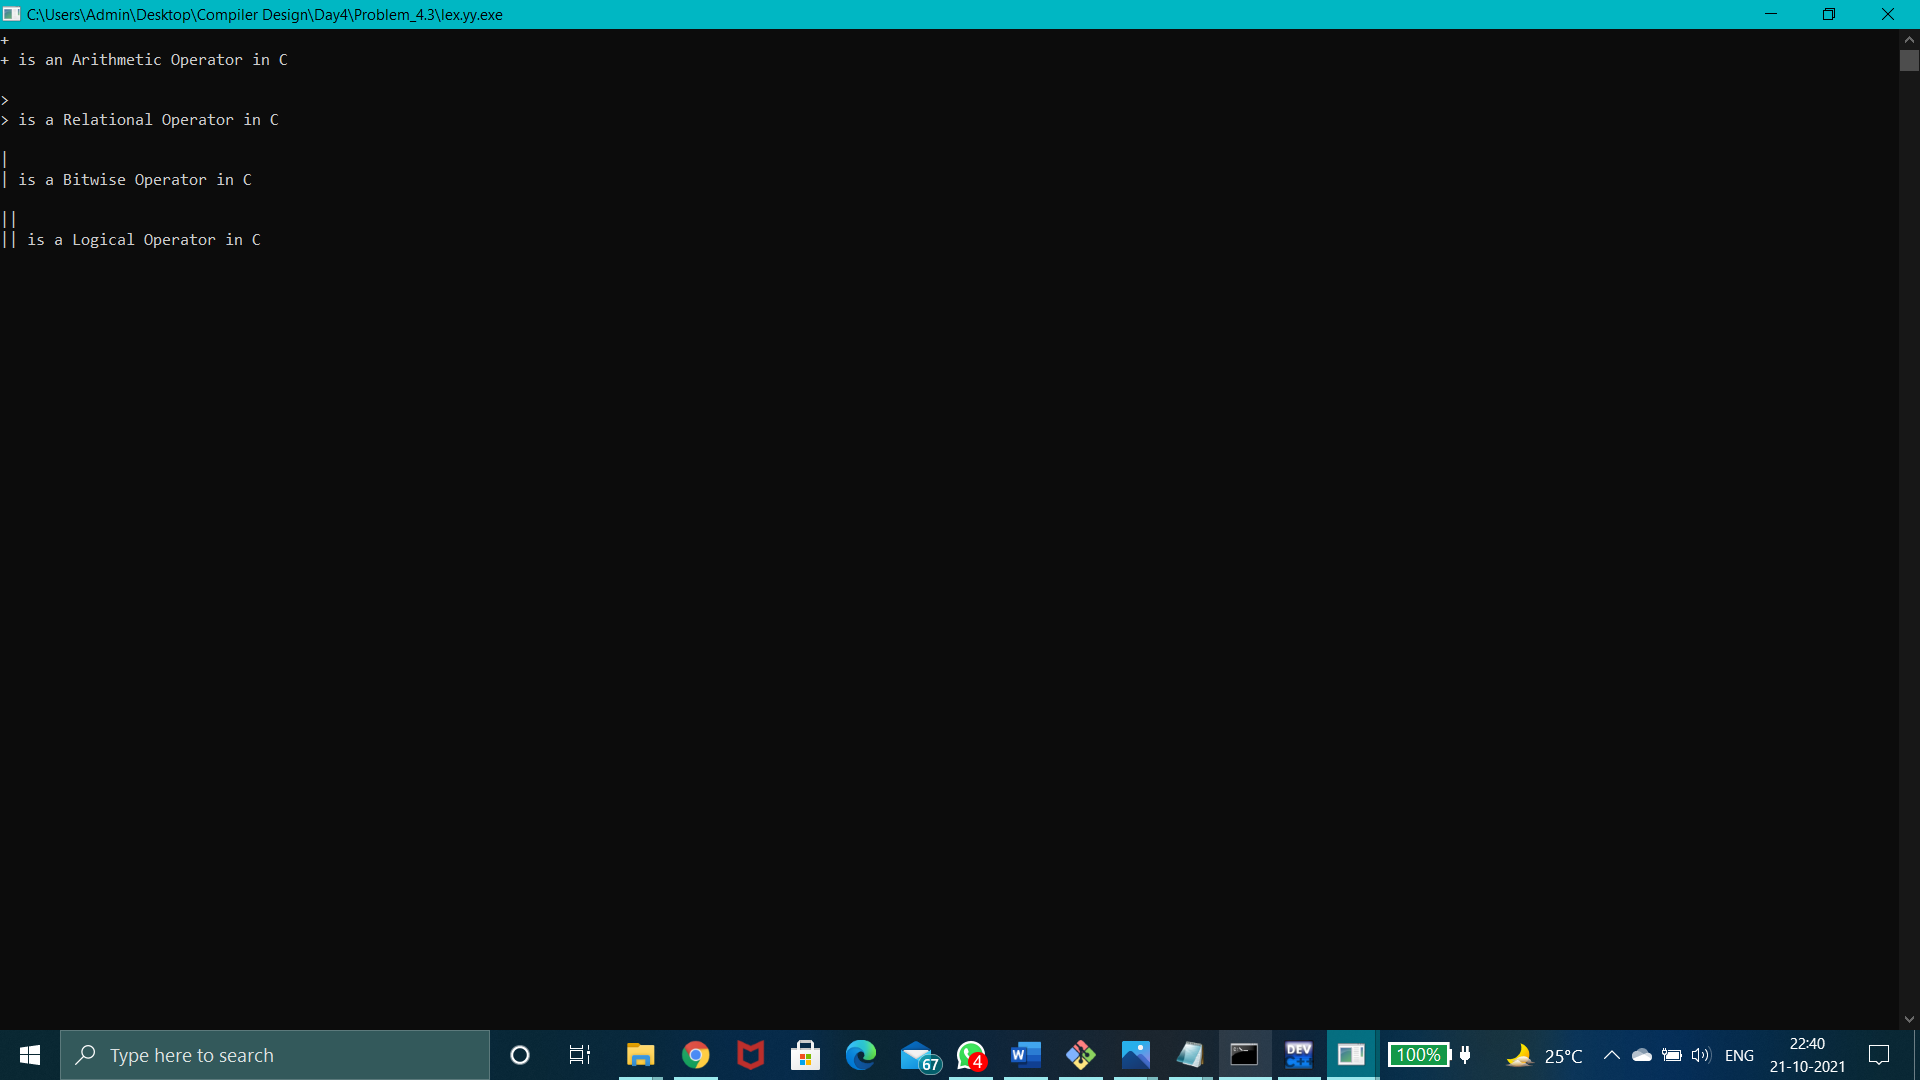 C:\Users\Admin\Desktop\Compiler Design\Day4\Problem_4.3\lex.yy.exe
+
+ is an Arithmetic Operator in C
>
> is a Relational Operator in C
|
| is a Bitwise Operator in C
||
|| is a Logical Operator in C
Type here to search
67
4
W
C:\_
DEV
C++
100%
25°C
ENG
22:40
21-10-2021